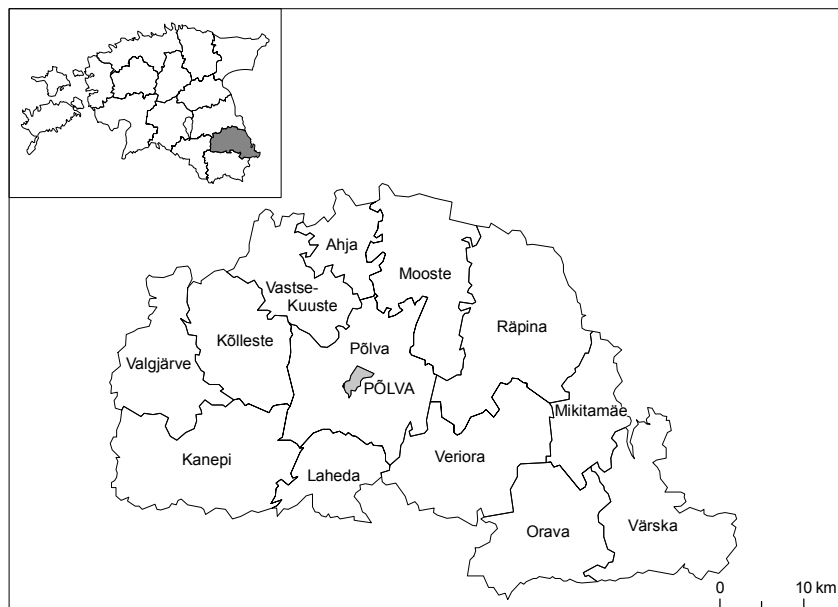 Ahja
Mooste
Vastse-
Kuuste
Räpina
Kõlleste
Põlva
Valgjärve
PÕLVA
Mikitamäe
Kanepi
Laheda
Veriora
Orava
Värska
0 10 km